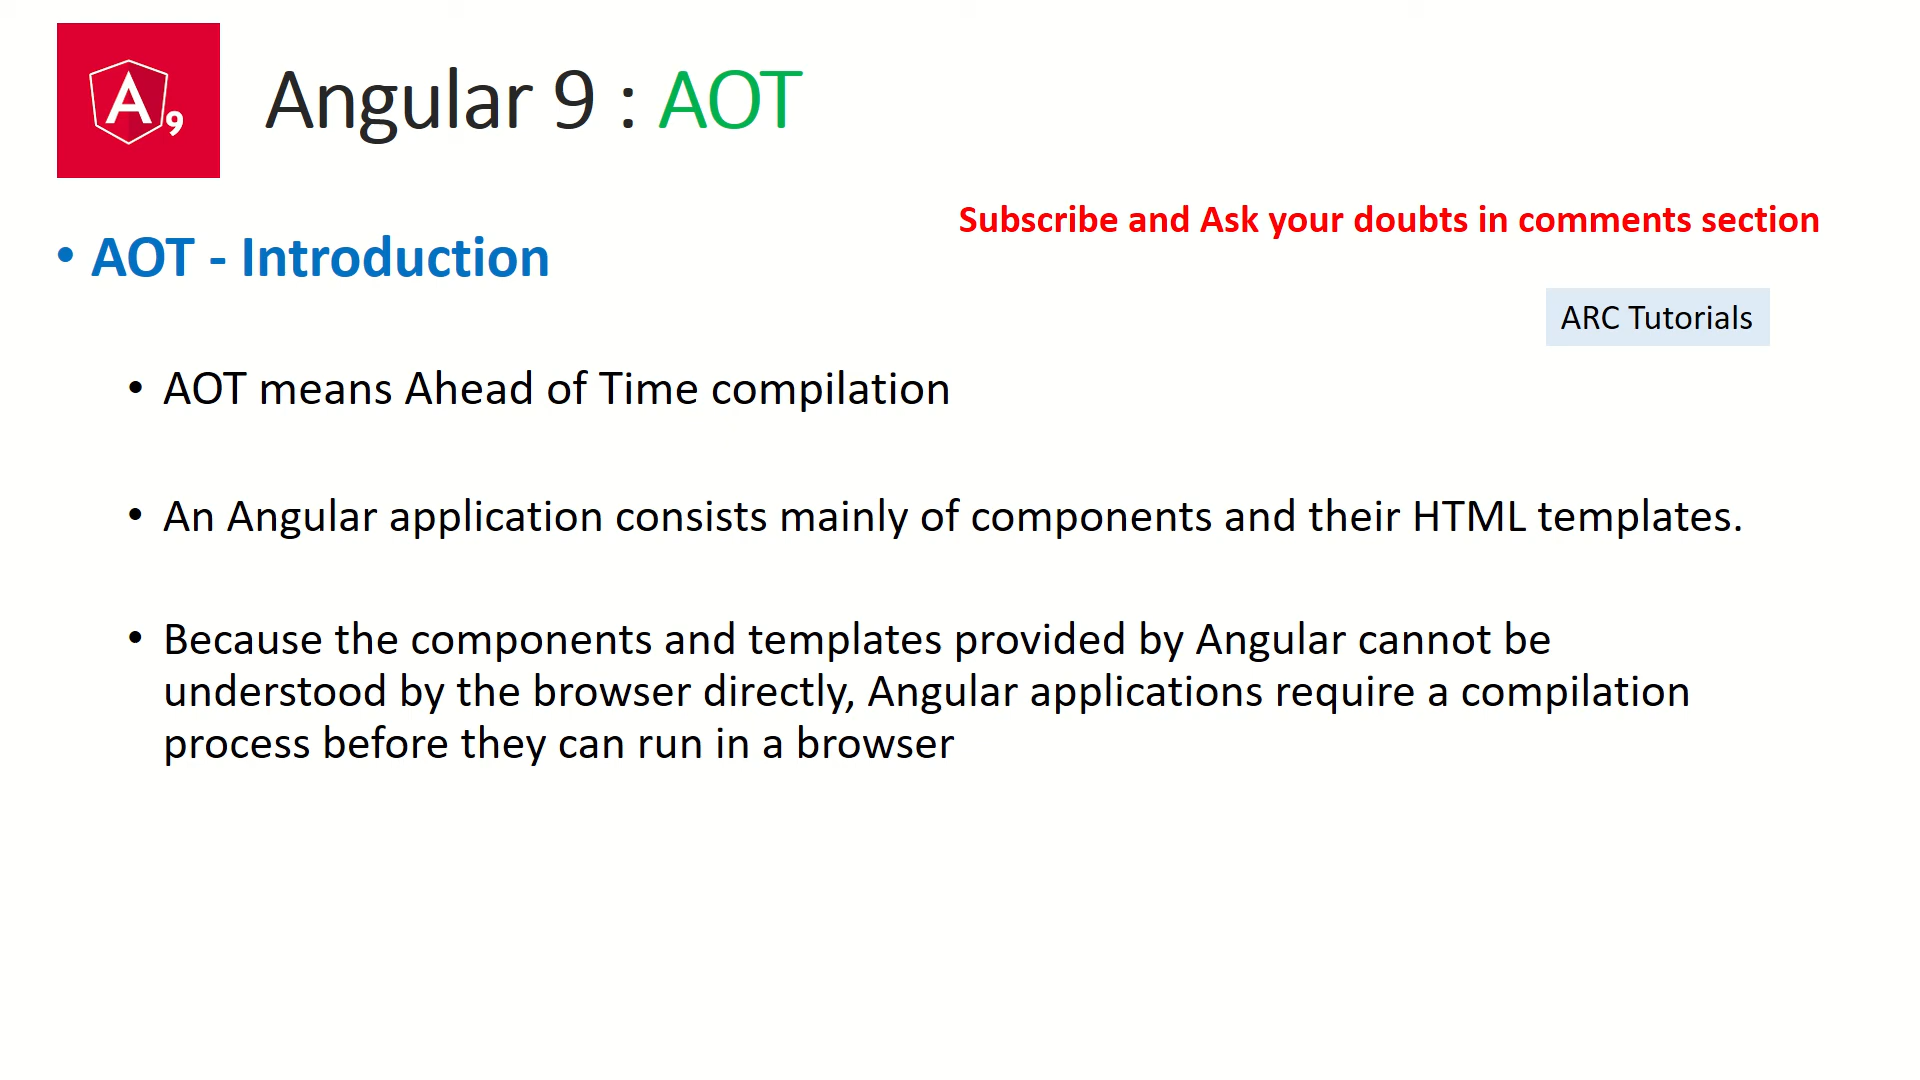 A 9
Angular 9 : AOT
Subscribe and Ask your doubts in comments section
• AOT - Introduction
ARC Tutorials
• AOT means Ahead of Time compilation
• An Angular application consists mainly of components and their HTML templates.
• Because the components and templates provided by Angular cannot be
understood by the browser directly, Angular applications require a compilation
process before they can run in a browser